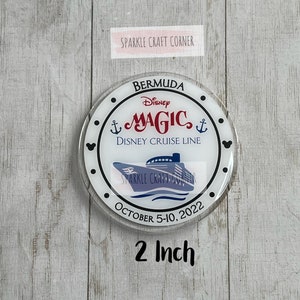 SPARKLE CRAFT CORNER
BERMUDA
Disney
MAGIC
DISNEY CRUISE LINE
SPARKLE CRAFT CORNER
OCTOBER 5-10, 2022
2 Inch